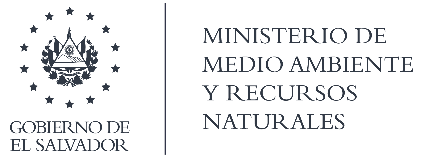 GOBIERNO DE
EL SALVADOR
MINISTERIO DE
MEDIO AMBIENTE
Y RECURSOS
NATURALES